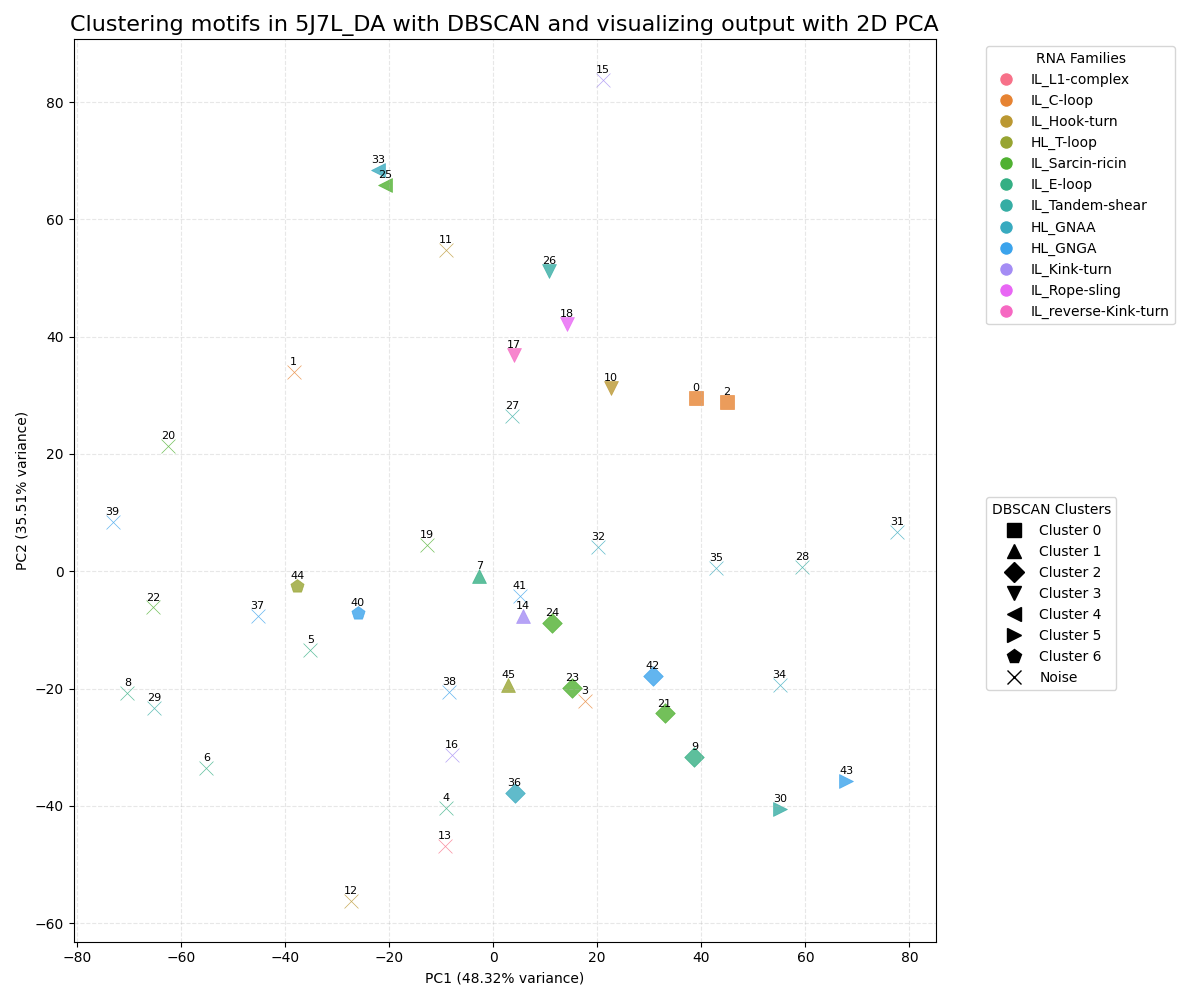 Clustering motifs in 5J7L_DA with DBSCAN and visualizing output with 2D PCA
RNA Families
IL_L1-complex
IL_C-loop
IL_Hook-turn
HL_T-loop
IL_Sarcin-ricin
IL_E-loop
IL_Tandem-shear
HL_GNAA
HL_GNGA
IL_Kink-turn
IL_Rope-sling
IL_reverse-Kink-turn
DBSCAN Clusters
Cluster 0
Cluster 1
Cluster 2
Cluster 3
Cluster 4
Cluster 5
Cluster 6
Noise
15
33
25
11
26
18
17
1
10
0
2
27
20
39
31
19
32
35
28
7
44
41
22
37
40
14
24
5
42
45
23
3
34
8
29
38
21
16
9
6
43
36
4
30
13
12
80
60
40
20
0
−20
−40
−60
PC2 (35.51% variance)
−80
−60
−40
−20
0
20
40
60
80
PC1 (48.32% variance)